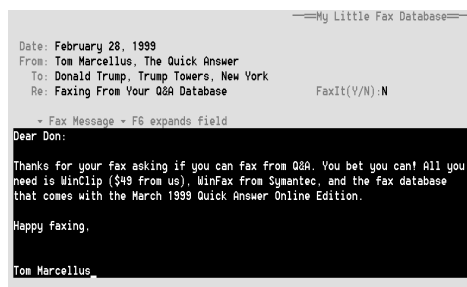 My Little Fax Database
Date: February 28, 1999
From: Tom Marcellus, The Quick Answer
To: Donald Trump, Trump Towers, New York
Re: Faxing From Your Q&A Database FaxIt(Y/N):N
Fax Message - F6 expands field
Dear Don:
Thanks for your fax asking if you can fax from Q&A. You bet you can! All you
need is WinClip ($49 from us), WinFax from Symantec, and the fax database
that comes with the March 1999 Quick Answer Online Edition.
Happy faxing,
Tom Marcellus_